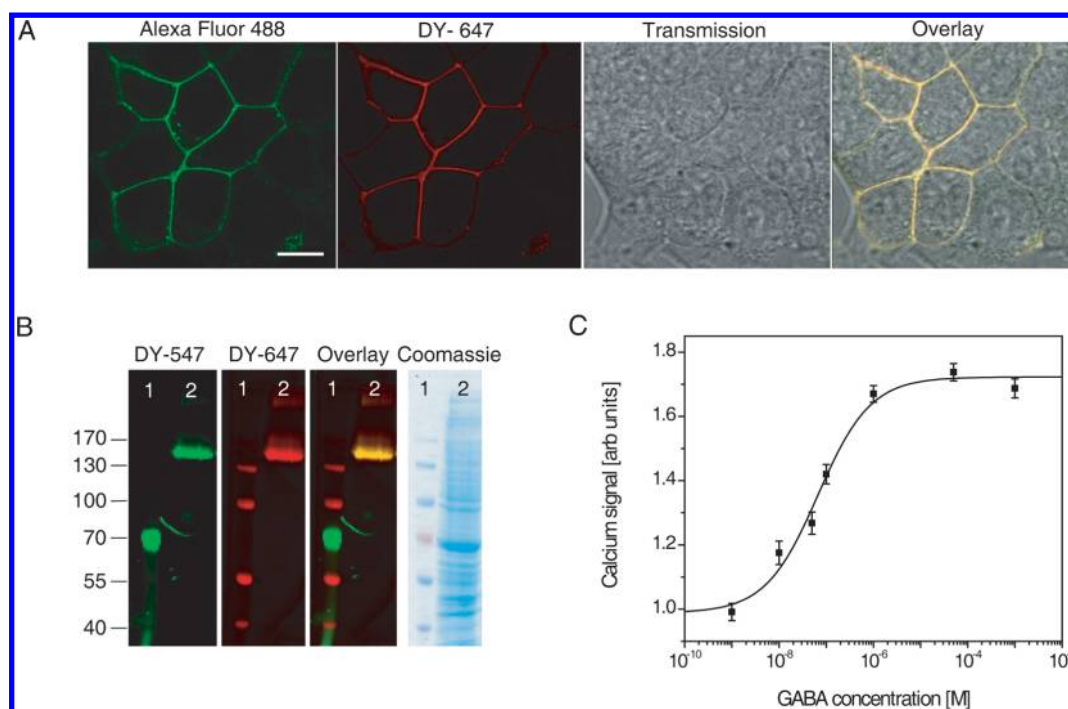 A
Alexa Fluor 488
DY- 647
Transmission
Overlay
B
DY-547
DY-647
Overlay
Coomassie
1
2
1
2
1
2
1
2
170
130
100
70
55
40
C
Calcium signal [arb units]
1.8
1.6
1.4
1.2
1.0
10⁻¹⁰
10⁻⁸
10⁻⁶
10⁻⁴
GABA concentration [M]